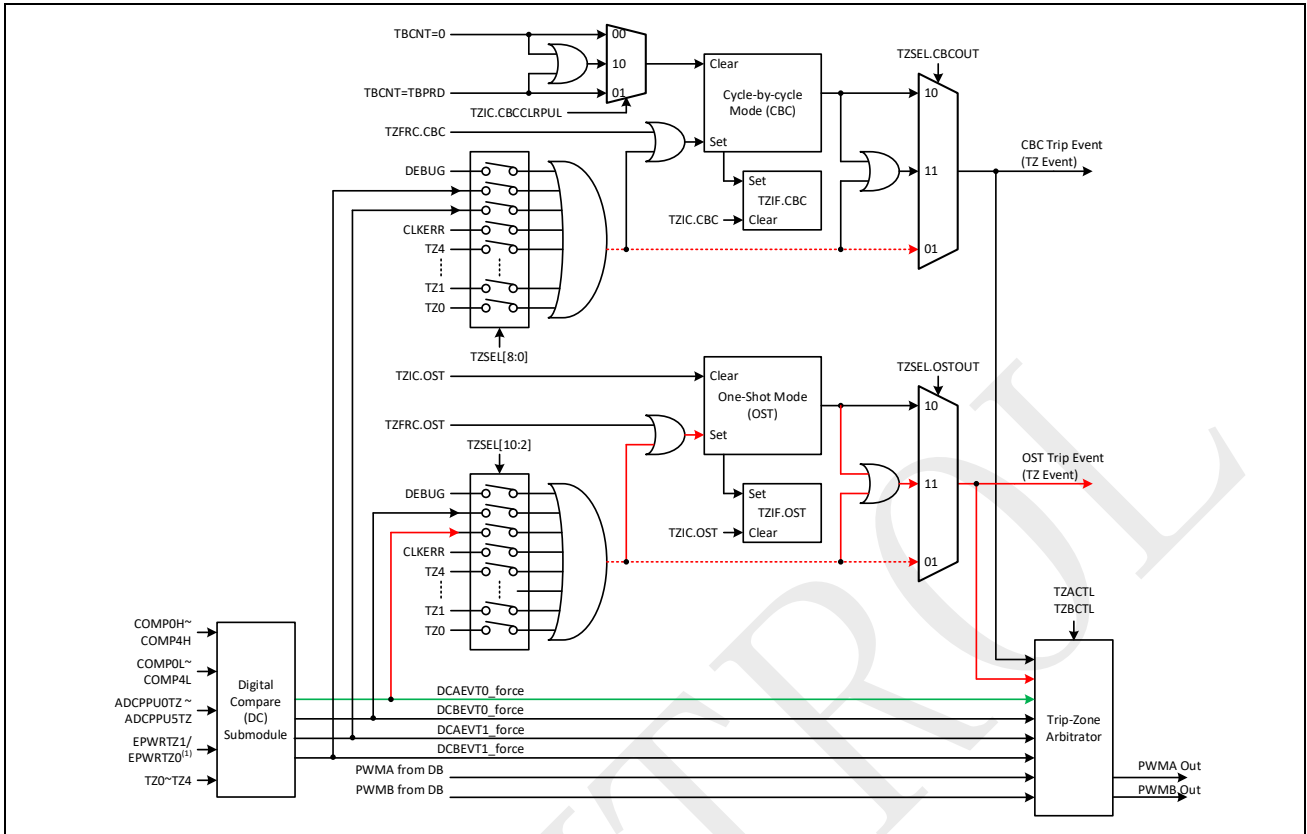 TBCNT=0
00
10
TBCNT=TBPRD
01
TZIC.CBCCLRPUL
Clear
Cycle-by-cycle
Mode (CBC)
Set
TZSEL.CBCOUT
10
11
01
CBC Trip Event
(TZ Event)
TZFRC.CBC
Set
TZIF.CBC
Clear
TZIC.CBC
DEBUG
CLKERR
TZ4
TZ1
TZ0
TZSEL[8:0]
TZIC.OST
Clear
One-Shot Mode
(OST)
Set
TZSEL.OSTOUT
10
11
01
OST Trip Event
(TZ Event)
TZFRC.OST
TZSEL[10:2]
Set
TZIF.OST
Clear
TZIC.OST
DEBUG
CLKERR
TZ4
TZ1
TZ0
TZACTL
TZBCTL
COMP0H~
COMP4H
COMP0L~
COMP4L
ADCPPU0TZ ~
ADCPPU5TZ
EPWRTZ1/
EPWRTZ0(1)
TZ0~TZ4
Digital
Compare
(DC)
Submodule
DCAEVT0_force
DCBEVT0_force
DCAEVT1_force
DCBEVT1_force
PWMA from DB
PWMB from DB
Trip-Zone
Arbitrator
PWMA Out
PWMB Out
TROL